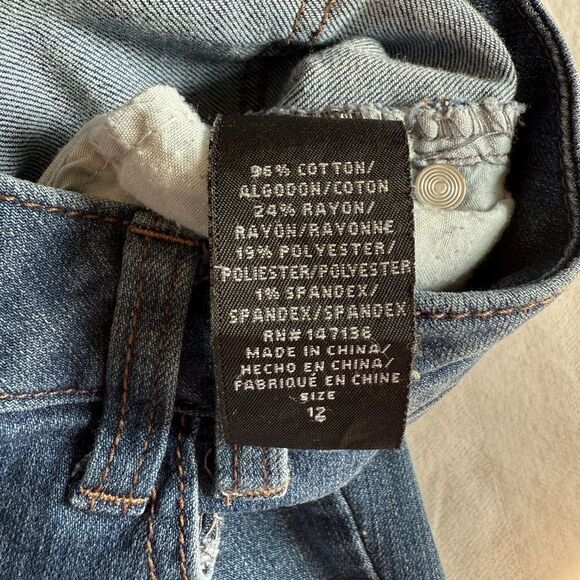 96% COTTON/
ALGODON/COTON
24% RAYON/
RAYON/RAYONNE
19% POLYESTER/
POLIESTER/POLYESTER
1% SPANDEX/
SPANDEX/SPANDEX
RN# 147136
MADE IN CHINA/
HECHO EN CHINA/
FABRIQUÉ EN CHINE
SIZE
12